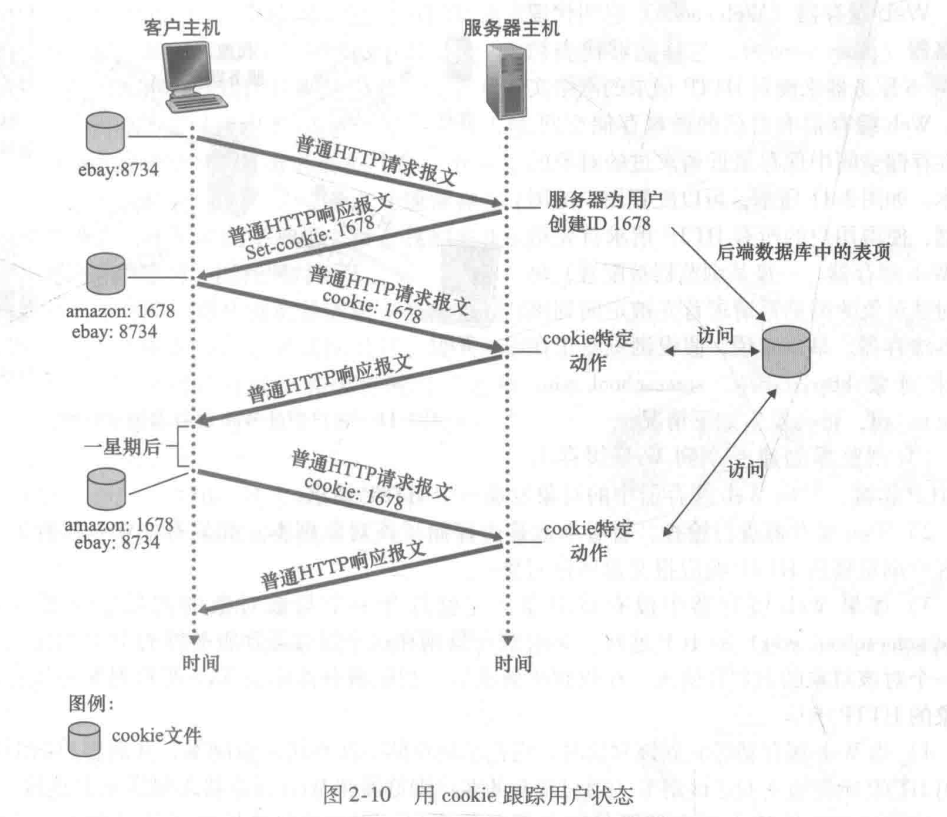 客户主机
服务器主机
ebay:8734
普通HTTP请求报文
服务器为用户
创建ID 1678
普通HTTP响应报文
Set-cookie: 1678
后端数据库中的表项
amazon: 1678
ebay: 8734
普通HTTP请求报文
cookie: 1678
cookie特定
动作
访问
普通HTTP响应报文
一星期后
访问
普通HTTP请求报文
cookie: 1678
amazon: 1678
ebay: 8734
cookie特定
动作
普通HTTP响应报文
时间
时间
图例:
cookie文件
图 2-10 用 cookie 跟踪用户状态